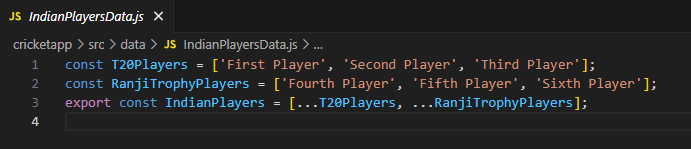 JS IndianPlayersData.js ×
cricketapp > src > data > JS IndianPlayersData.js > ...
1 const T20Players = ['First Player', 'Second Player', 'Third Player'];
2 const RanjiTrophyPlayers = ['Fourth Player', 'Fifth Player', 'Sixth Player'];
3 export const IndianPlayers = [...T20Players, ...RanjiTrophyPlayers];
4